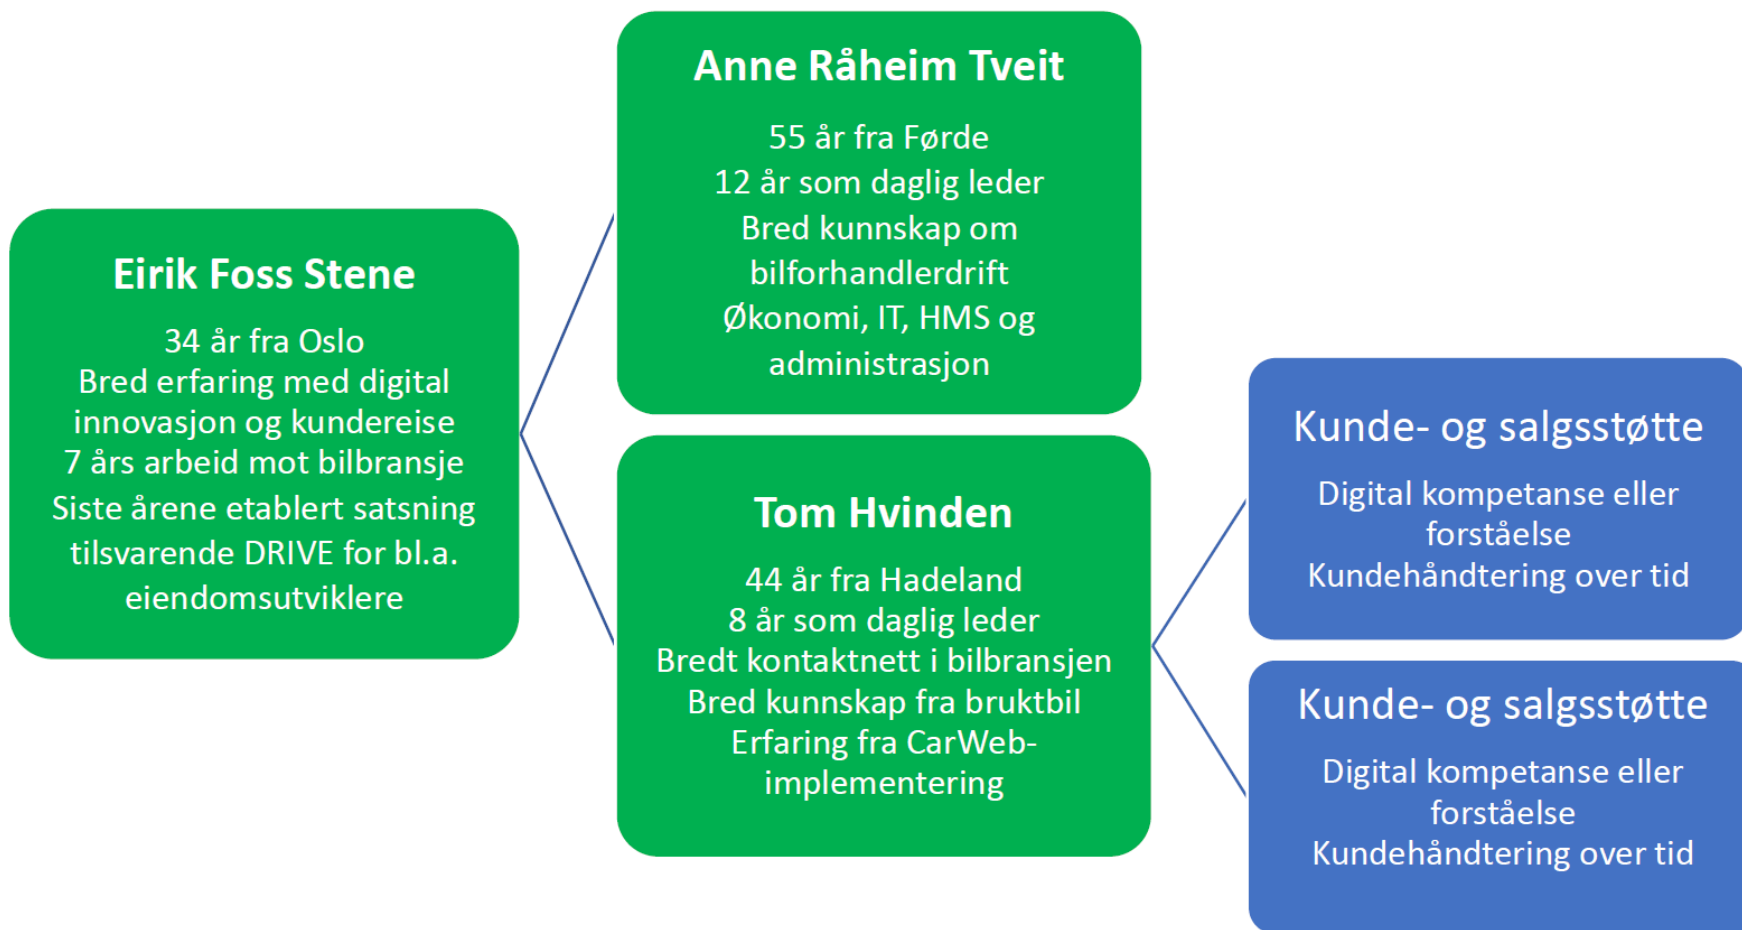 Eirik Foss Stene
34 år fra Oslo
Bred erfaring med digital
innovasjon og kundereise
7 års arbeid mot bilbransje
Siste årene etablert satsning
tilsvarende DRIVE for bl.a.
eiendomsutviklere
Anne Råheim Tveit
55 år fra Førde
12 år som daglig leder
Bred kunnskap om
bilforhandlerdrift
Økonomi, IT, HMS og
administrasjon
Tom Hvinden
44 år fra Hadeland
8 år som daglig leder
Bredt kontaktnett i bilbransjen
Bred kunnskap fra bruktbil
Erfaring fra CarWeb-
implementering
Kunde- og salgsstøtte
Digital kompetanse eller
forståelse
Kundehåndtering over tid
Kunde- og salgsstøtte
Digital kompetanse eller
forståelse
Kundehåndtering over tid